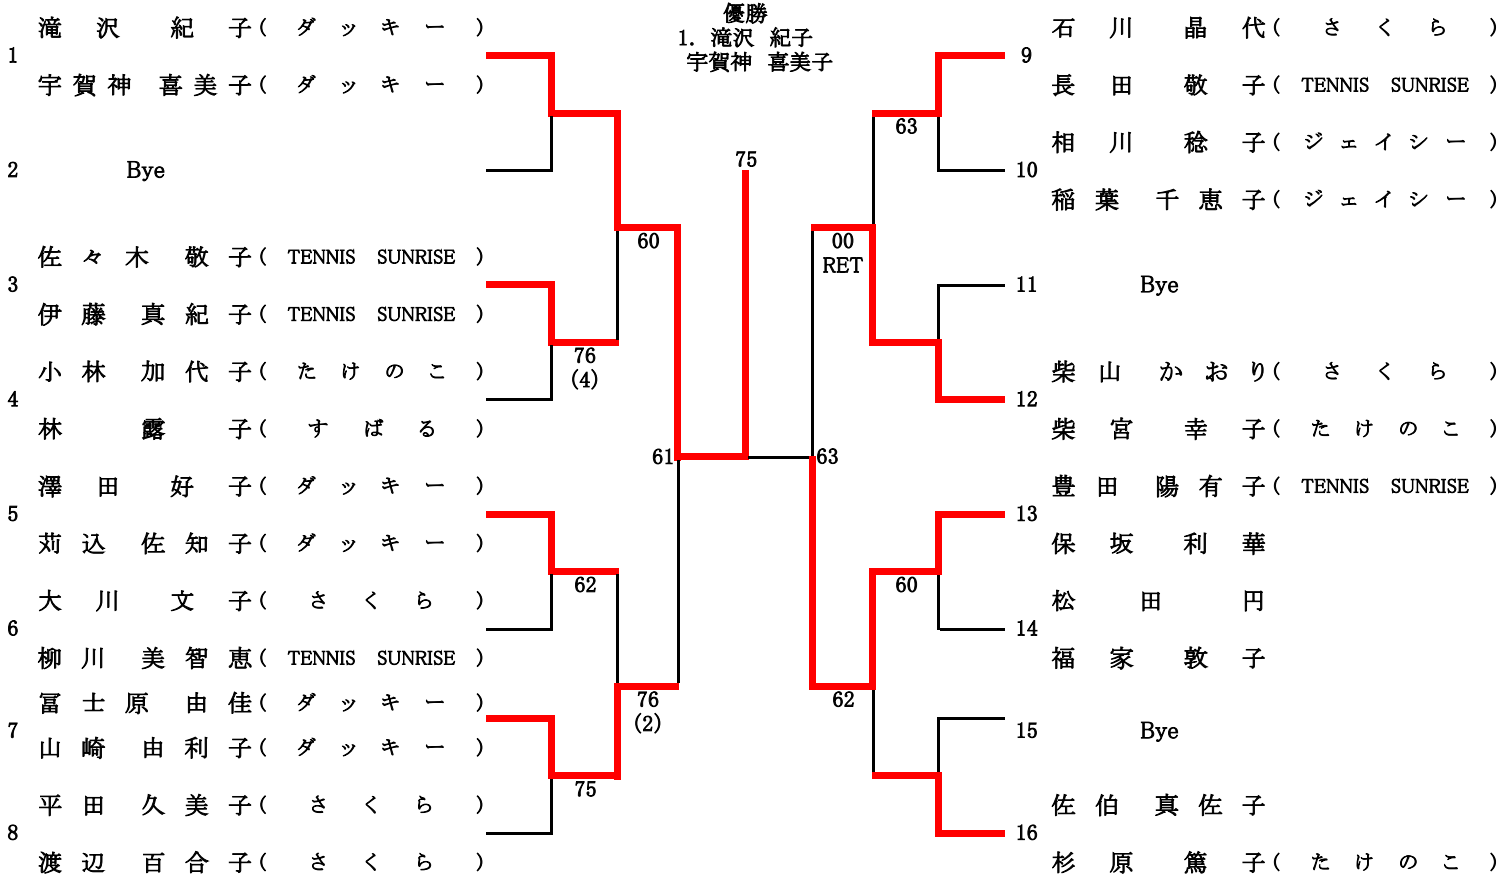 優勝
1. 滝沢 紀子
宇賀神 喜美子
75
1
滝沢 紀子(ダッキー)
宇賀神 喜美子(ダッキー)
2
Bye
3
佐々木 敬子(TENNIS SUNRISE)
伊藤 真紀子(TENNIS SUNRISE)
4
小林 加代子(たけのこ)
林 露子(すばる)
5
澤田 好子(ダッキー)
苅込 佐知子(ダッキー)
6
大川 文子(さくら)
柳川 美智恵(TENNIS SUNRISE)
7
冨士原 由佳(ダッキー)
山崎 由利子(ダッキー)
8
平田 久美子(さくら)
渡辺 百合子(さくら)
76
(4)
62
75
60
76
(2)
61
9
石川 晶代(さくら)
長田 敬子(TENNIS SUNRISE)
10
相川 稔子(ジェイシー)
稲葉 千恵子(ジェイシー)
11
Bye
12
柴山 かおり(さくら)
柴宮 幸子(たけのこ)
13
豊田 陽有子(TENNIS SUNRISE)
保坂 利華
14
松田 円
福家 敦子
15
Bye
16
佐伯 真佐子
杉原 篤子(たけのこ)
63
60
00
RET
62
63